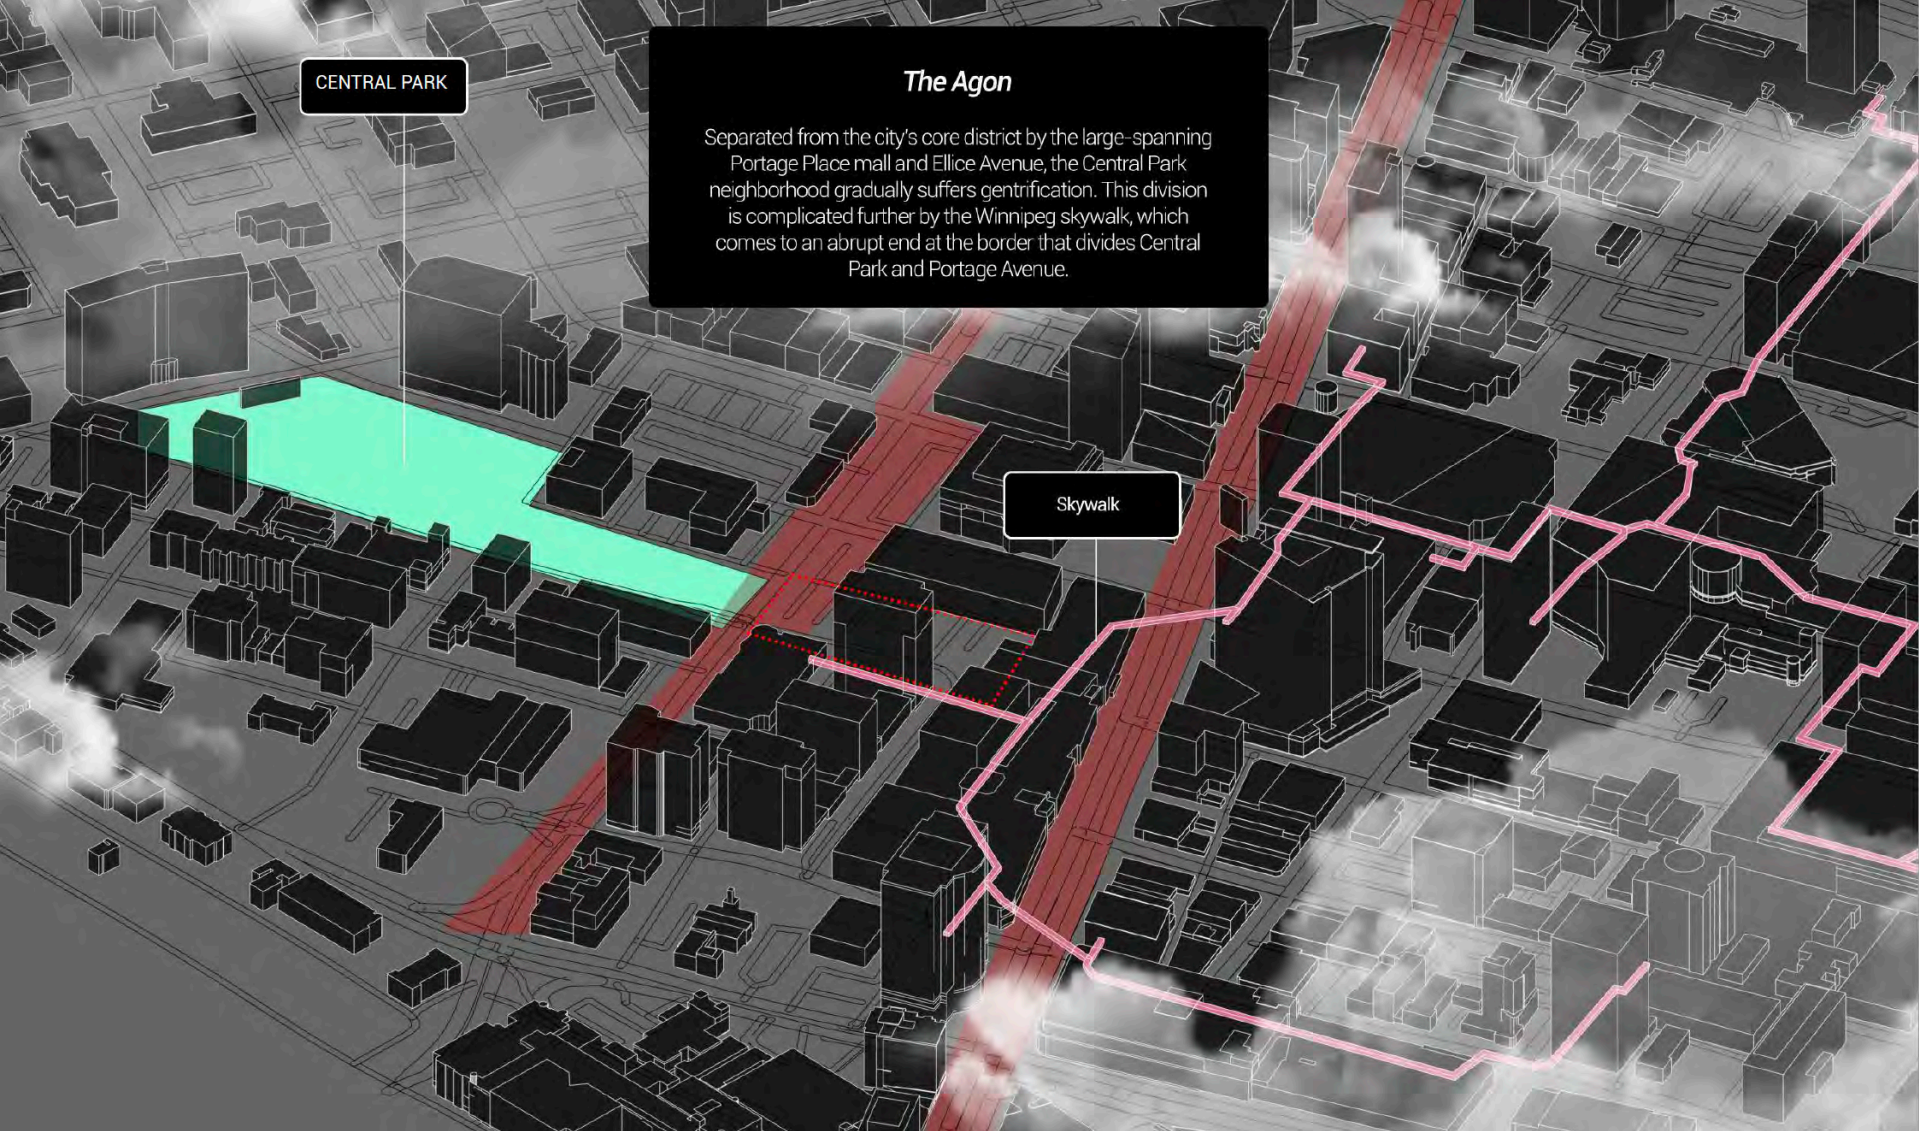 CENTRAL PARK
The Agon
Separated from the city's core district by the large-spanning
Portage Place mall and Ellice Avenue, the Central Park
neighborhood gradually suffers gentrification. This division
is complicated further by the Winnipeg skywalk, which
comes to an abrupt end at the border that divides Central
Park and Portage Avenue.
Skywalk